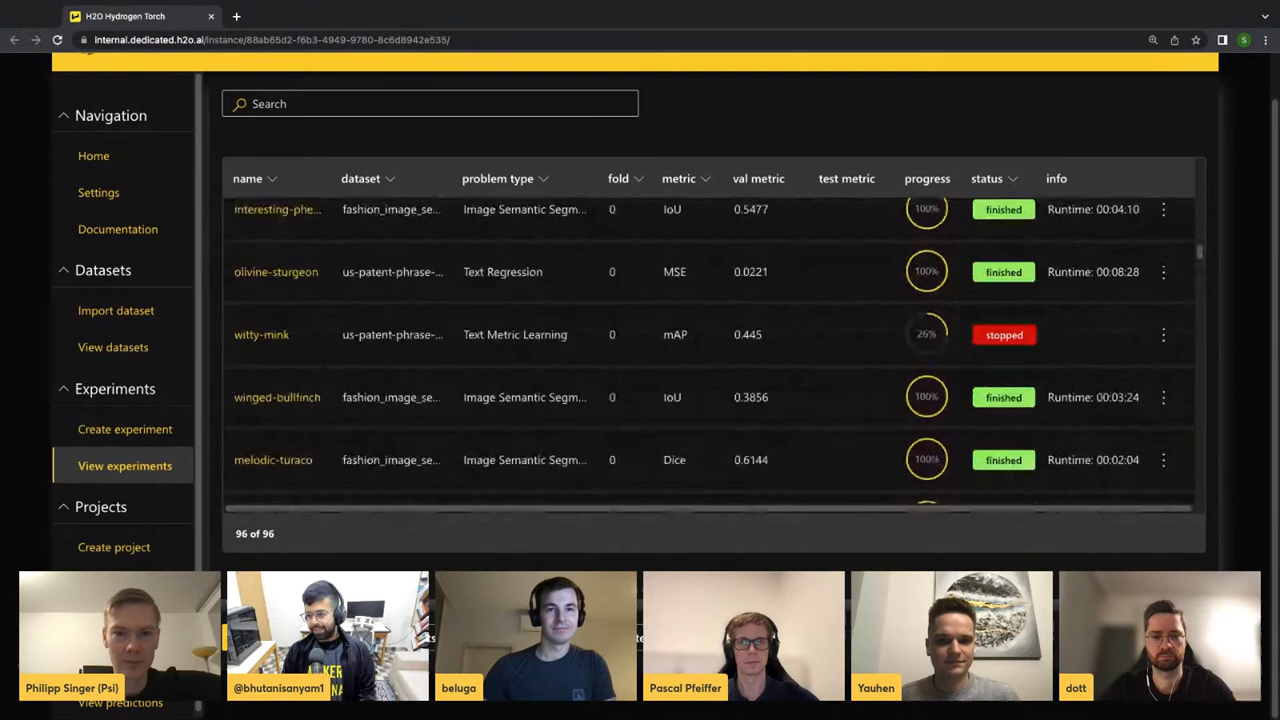 H2O Hydrogen Torch
internal.dedicated.h2o.ai/instance/88ab65d2-f6b3-4949-9780-8c6d8942e535/
S
Navigation
Home
Settings
Documentation
Datasets
Import dataset
View datasets
Experiments
Create experiment
View experiments
Projects
Create project
View predictions
Search
name dataset problem type fold metric val metric test metric progress status info
interesting-phe... fashion_image_se... Image Semantic Segm... 0 IoU 0.5477 100% finished Runtime: 00:04:10
olivine-sturgeon us-patent-phrase-... Text Regression 0 MSE 0.0221 100% finished Runtime: 00:08:28
witty-mink us-patent-phrase-... Text Metric Learning 0 mAP 0.445 26% stopped
winged-bullfinch fashion_image_se... Image Semantic Segm... 0 IoU 0.3856 100% finished Runtime: 00:03:24
melodic-turaco fashion_image_se... Image Semantic Segm... 0 Dice 0.6144 100% finished Runtime: 00:02:04
96 of 96
Philipp Singer (Psi)
@bhutanisanyam1
beluga
Pascal Pfeiffer
Yauhen
dott